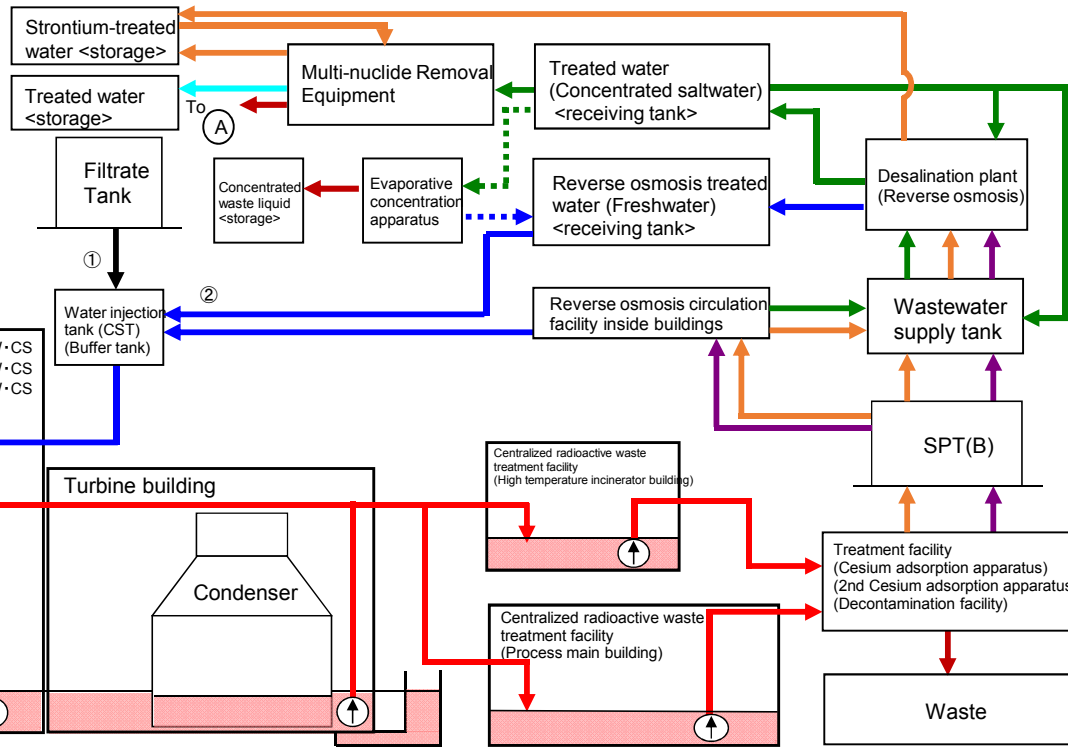 Strontium-treated
water <storage>
Treated water
<storage>
To
A
Multi-nuclide Removal
Equipment
Treated water
(Concentrated saltwater)
<receiving tank>
Filtrate
Tank
Concentrated
waste liquid
<storage>
Evaporative
concentration
apparatus
Reverse osmosis treated
water (Freshwater)
<receiving tank>
Desalination plant
(Reverse osmosis)
①
②
Water injection
tank (CST)
(Buffer tank)
Reverse osmosis circulation
facility inside buildings
Wastewater
supply tank
・CS
・CS
・CS
SPT(B)
Turbine building
Condenser
Centralized radioactive waste
treatment facility
(High temperature incinerator building)
Centralized radioactive waste
treatment facility
(Process main building)
Treatment facility
(Cesium adsorption apparatus)
(2nd Cesium adsorption apparatus
(Decontamination facility)
Waste